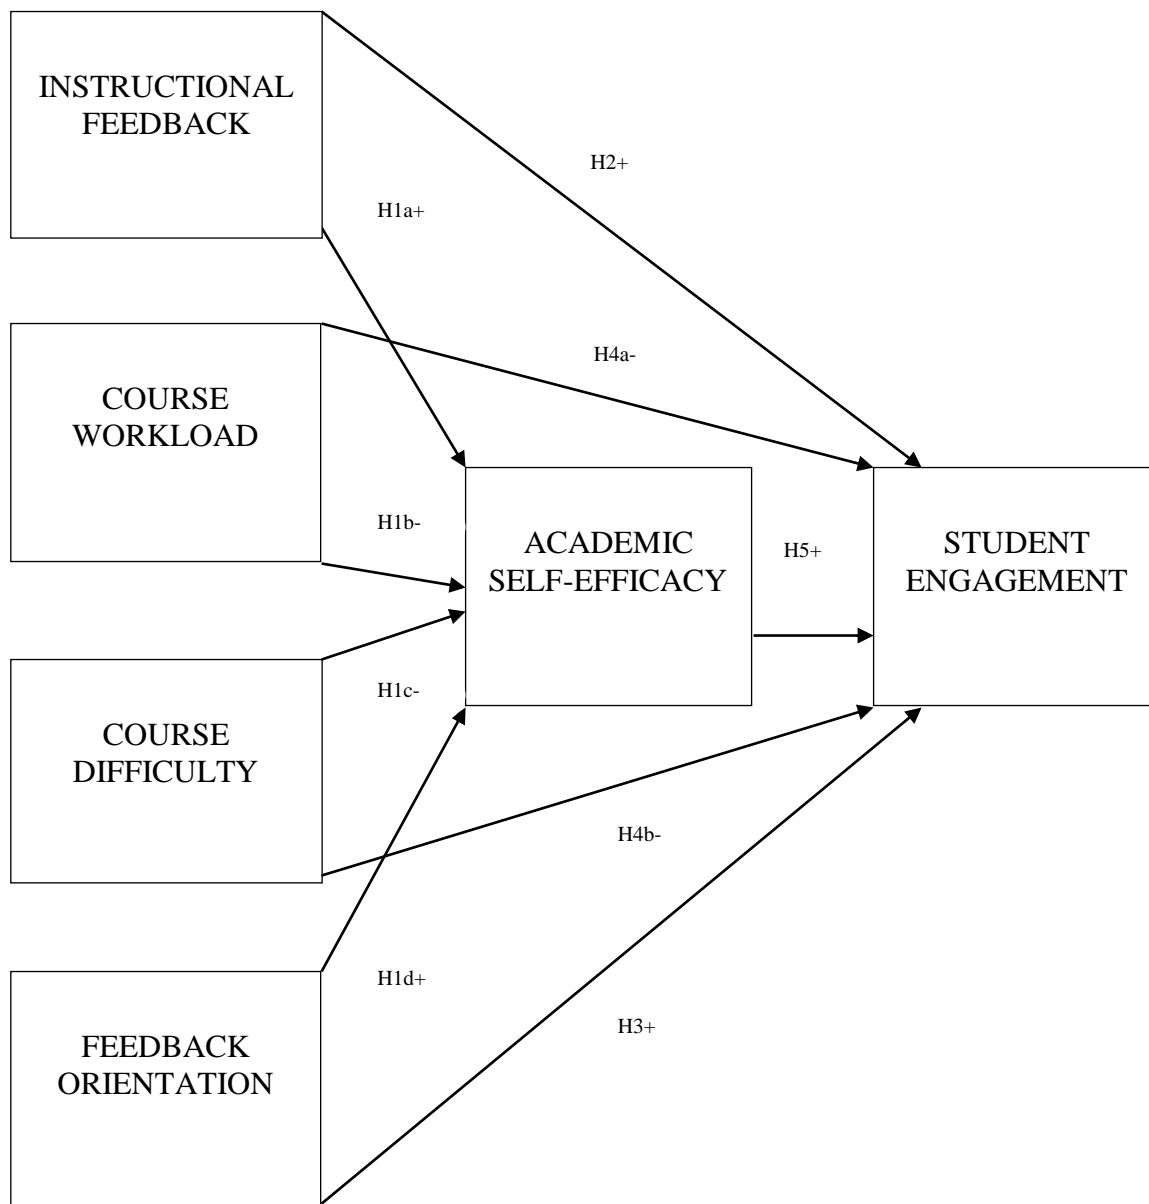 INSTRUCTIONAL
FEEDBACK
H2+
H1a+
H4a-
COURSE
WORKLOAD
H1b-
ACADEMIC
SELF-EFFICACY
H5+
STUDENT
ENGAGEMENT
H1c-
COURSE
DIFFICULTY
H4b-
H1d+
H3+
FEEDBACK
ORIENTATION